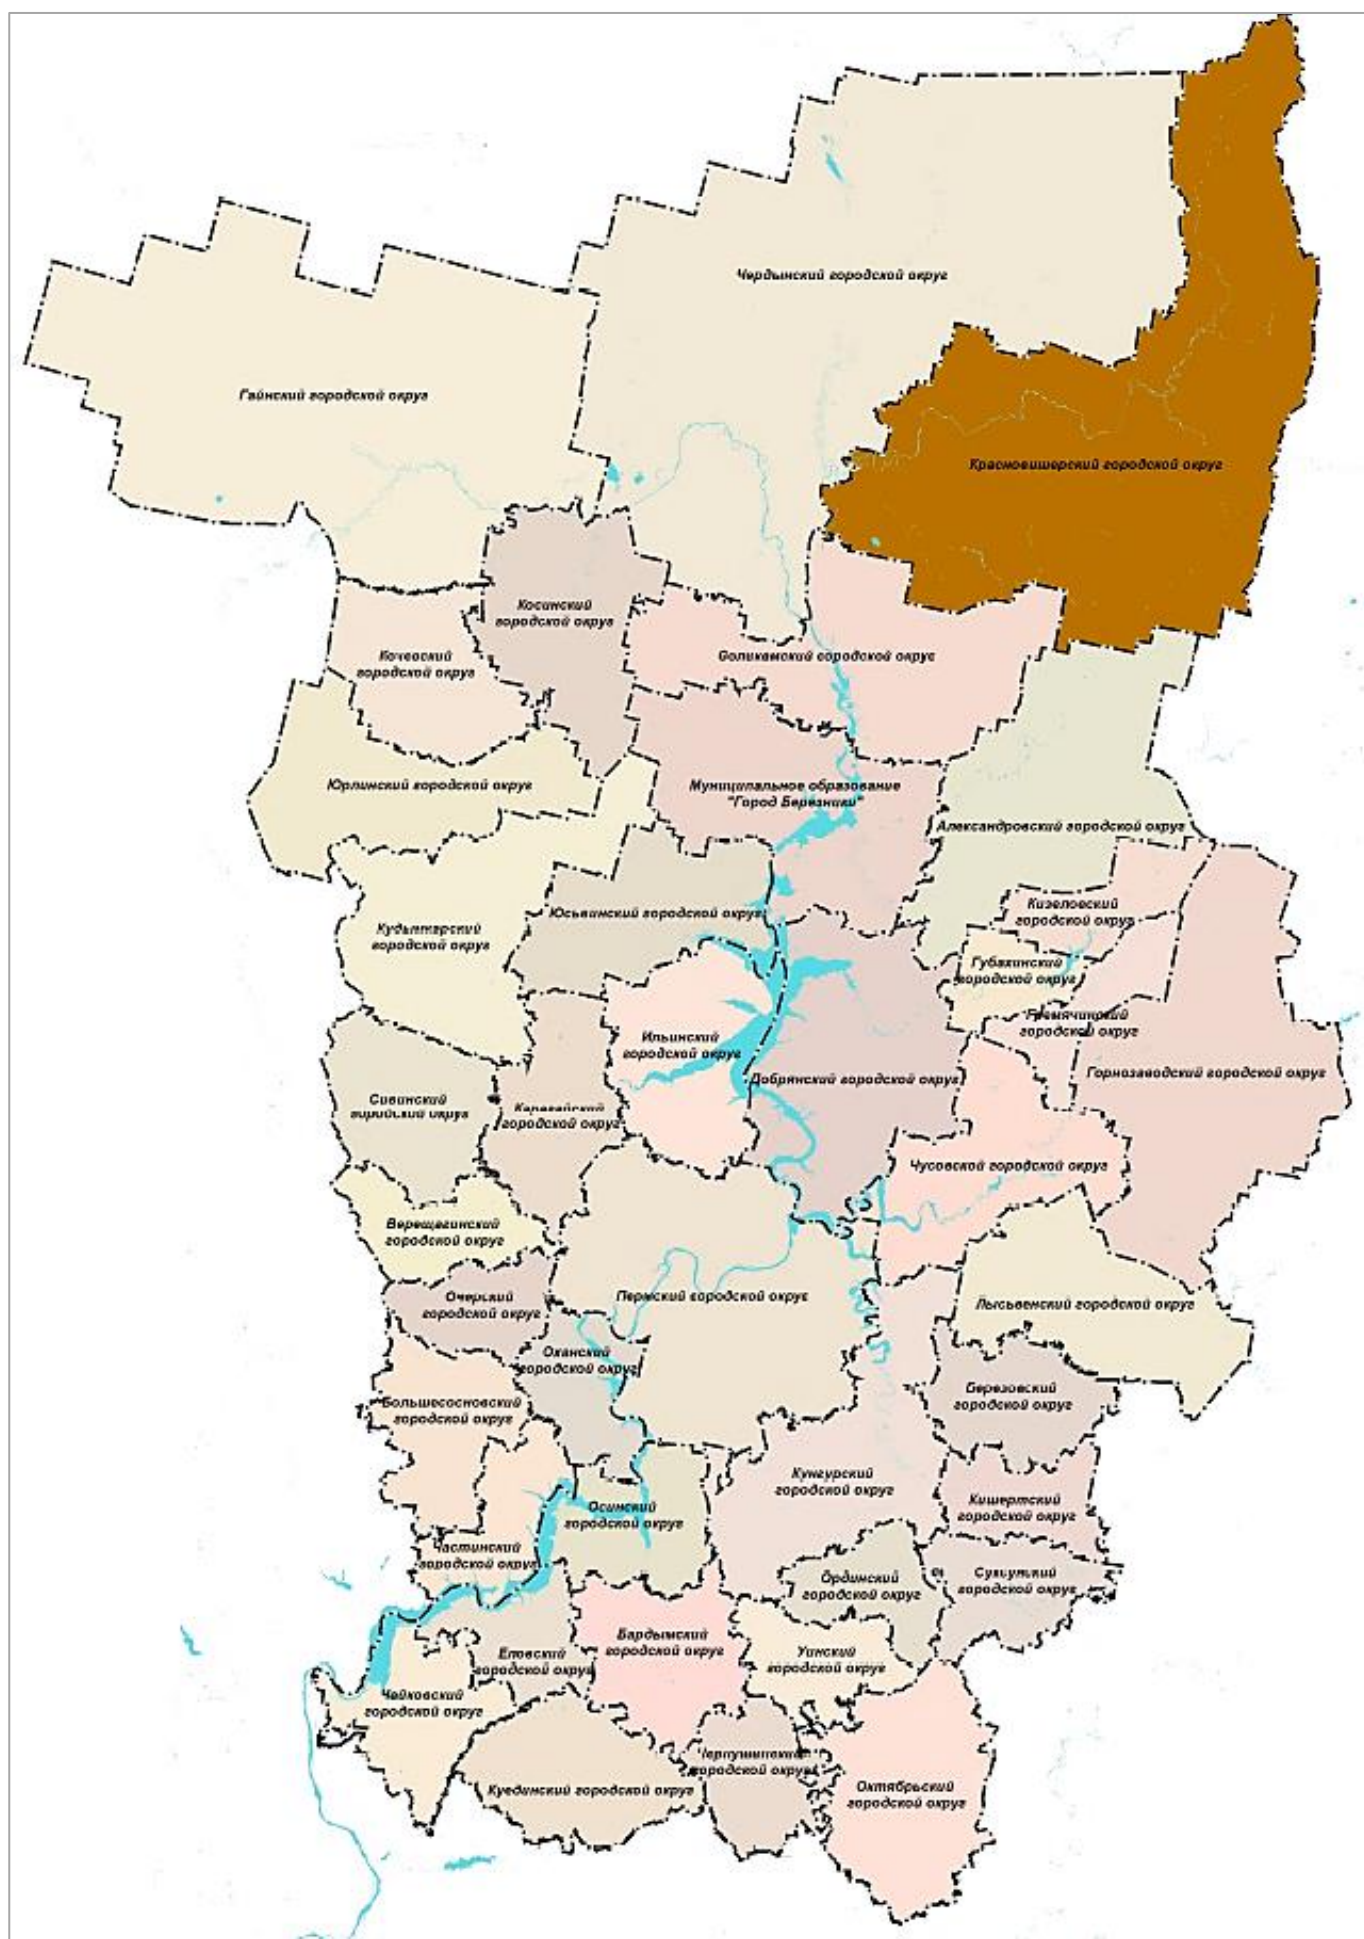 Чердынский городской округ
Гайнский городской округ
Красновишерский городской округ
Косинский
городской округ
Кочевский
городской округ
Соликамский городской округ
Юрлинский городской округ
Муниципальное образование
"Город Березники"
Александровский городской округ
Кизеловский
городской округ
Юсьвинский городской округ
Кудымкарский
городской округ
Губахинский
городской округ
Гремячинский
городской округ
Ильинский
городской округ
Добрянский городской округ
Горнозаводский городской округ
Сивинский
городской округ
Карагайский
городской округ
Чусовской городской округ
Верещагинский
городской округ
Очерский
городской округ
Пермский городской округ
Лысьвенский городской округ
Оханский
городской округ
Березовский
городской округ
Большесосновский
городской округ
Кунгурский
городской округ
Кишертский
городской округ
Осинский
городской округ
Частинский
городской округ
Ординский
городской округ
Суксунский
городской округ
Бардымский
городской округ
Уинский
городской округ
Еловский
городской округ
Чайковский
городской округ
Чернушинский
городской округ
Куединский городской округ
Октябрьский
городской округ